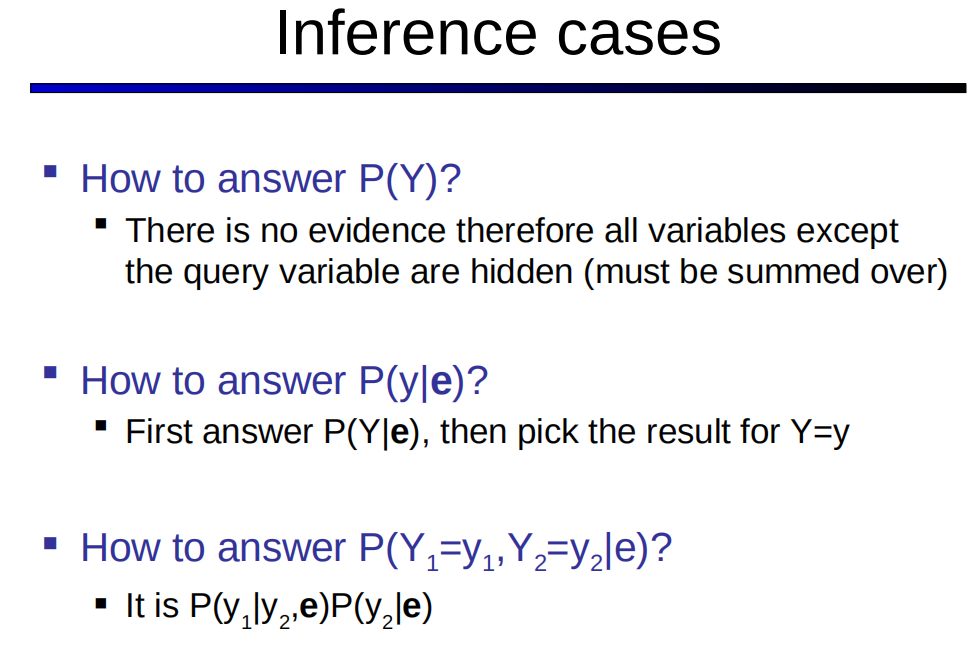 Inference cases
▪ How to answer P(Y)?
▪ There is no evidence therefore all variables except
the query variable are hidden (must be summed over)
▪ How to answer P(y|e)?
▪ First answer P(Y|e), then pick the result for Y=y
▪ How to answer P(Y₁=y₁,Y₂=y₂|e)?
▪ It is P(y₁|y₂,e)P(y₂|e)